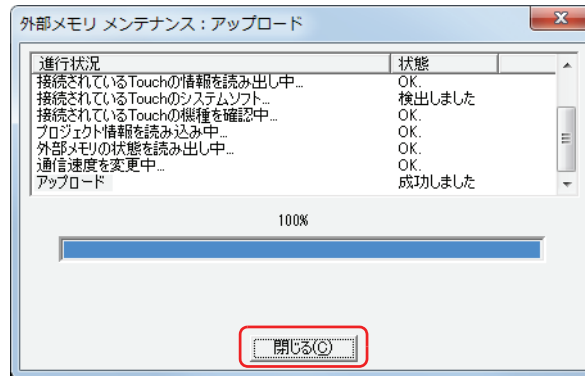 外部メモリ メンテナンス：アップロード
進行状況 状態
接続されているTouchの情報を読み出し中... OK.
接続されているTouchのシステムソフト... 検出しました
接続されているTouchの機種を確認中... OK.
プロジェクト情報を読み込み中... OK.
外部メモリの状態を読み出し中... OK.
通信速度を変更中... OK.
アップロード 成功しました
100%
閉じる(C)